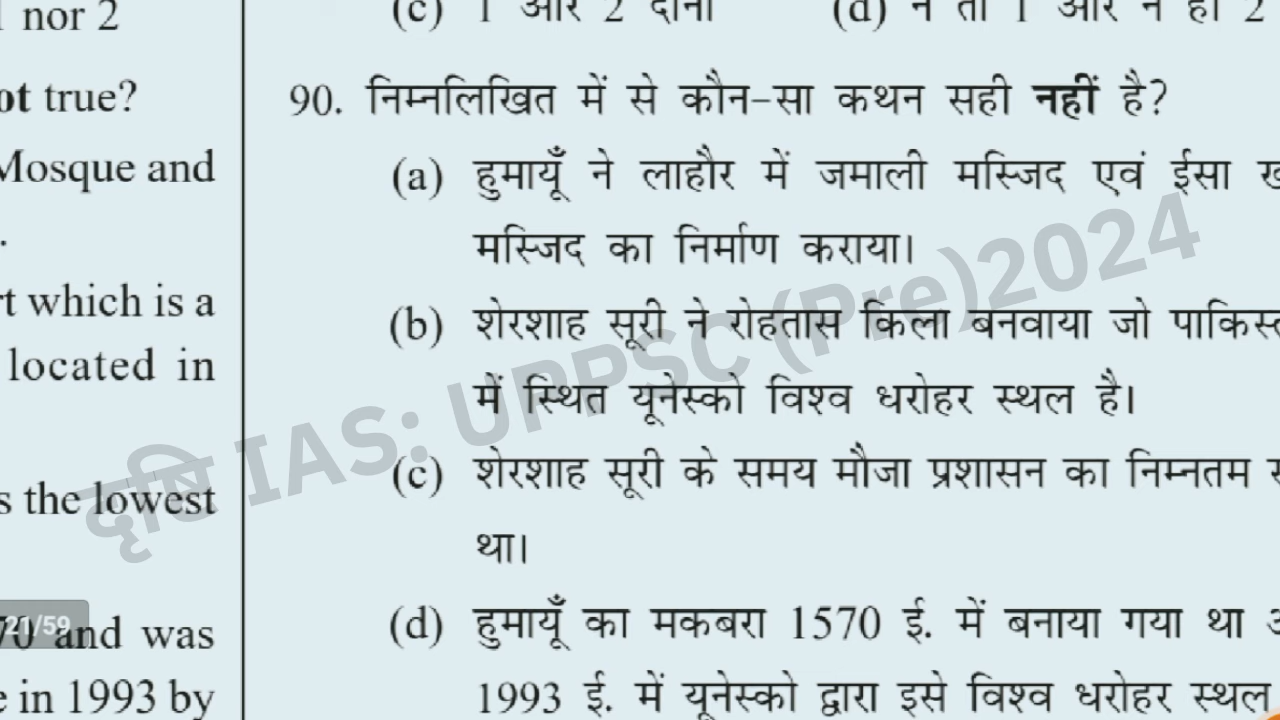 nor 2
ot true?
Mosque and
.
rt which is a
located in
s the lowest
70 and was
e in 1993 by
21/59
(c) 1 और 2 दोनों (d) न तो 1 और न ही 2
90. निम्नलिखित में से कौन-सा कथन सही नहीं है?
(a) हुमायूँ ने लाहौर में जमाली मस्जिद एवं ईसा
मस्जिद का निर्माण कराया।
(b) शेरशाह सूरी ने रोहतास किला बनवाया जो पाकिस्त
में स्थित यूनेस्को विश्व धरोहर स्थल है।
(c) शेरशाह सूरी के समय मौजा प्रशासन का निम्नतम
था।
(d) हुमायूँ का मकबरा 1570 ई. में बनाया गया था
1993 ई. में यूनेस्को द्वारा इसे विश्व धरोहर स्थल
दृष्टि IAS: UPPSC (Pre)2024